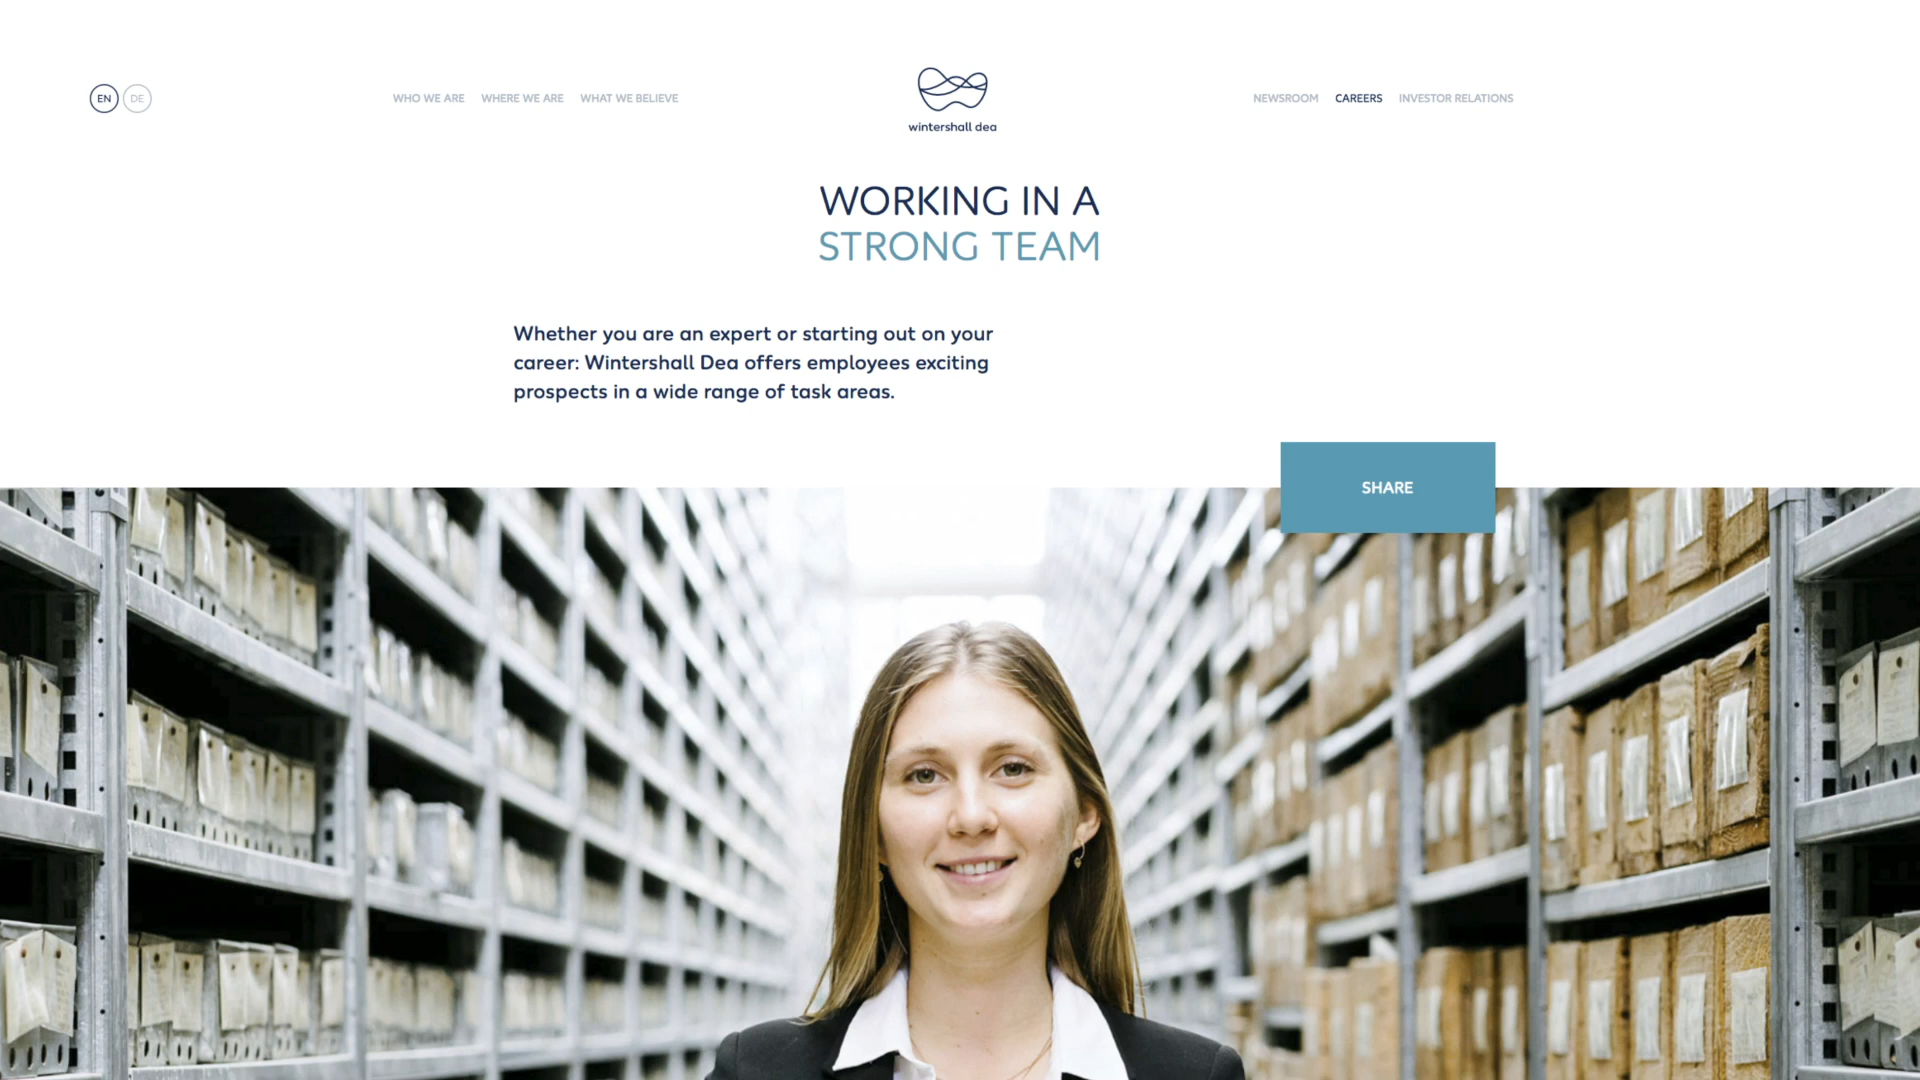 EN DE
WHO WE ARE WHERE WE ARE WHAT WE BELIEVE
wintershall dea
NEWSROOM CAREERS INVESTOR RELATIONS
WORKING IN A
STRONG TEAM
Whether you are an expert or starting out on your
career: Wintershall Dea offers employees exciting
prospects in a wide range of task areas.
SHARE